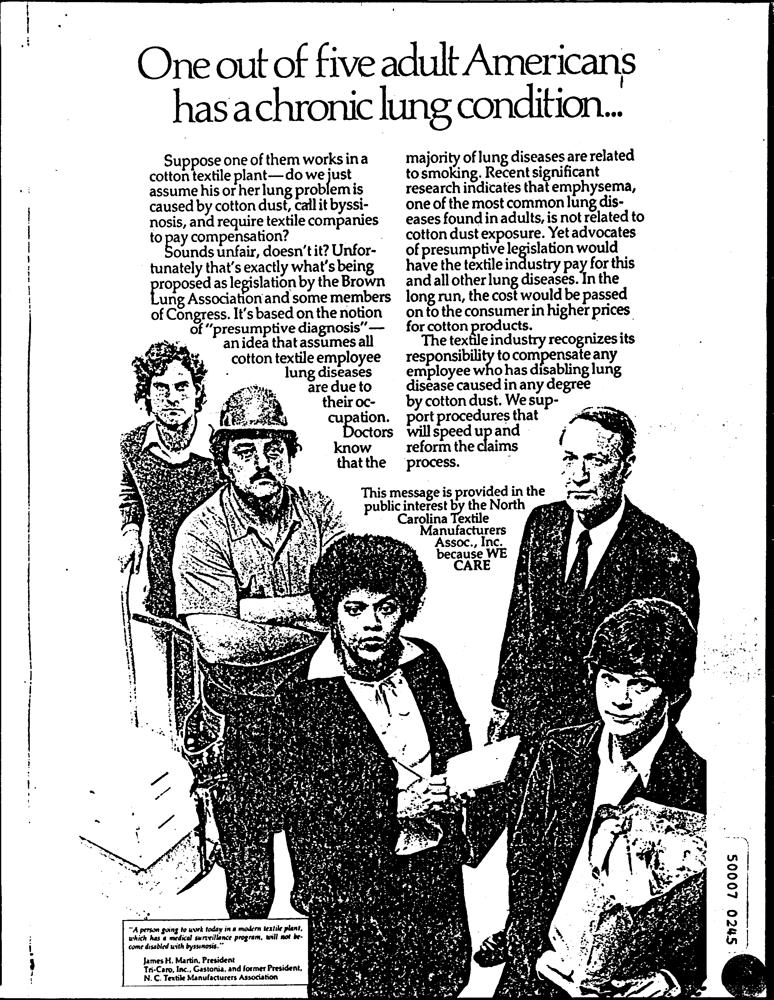 One out of five adult Americans
has a chronic lung condition...
Suppose one of them works in a
cotton textile plant—do we just
assume his or her lung problem is
caused by cotton dust, call it byssi-
nosis, and require textile companies
to pay compensation?
Sounds unfair, doesn't it? Unfor-
tunately that's exactly what's being
proposed as legislation by the Brown
Lung Association and some members
of Congress. It's based on the notion
of "presumptive diagnosis"—
an idea that assumes all
cotton textile employee
lung diseases
are due to
their oc-
cupation.
Doctors
know
that the
majority of lung diseases are related
to smoking. Recent significant
research indicates that emphysema,
one of the most common lung dis-
eases found in adults, is not related to
cotton dust exposure. Yet advocates
of presumptive legislation would
have the textile industry pay for this
and all other lung diseases. In the
long run, the cost would be passed
on to the consumer in higher prices
for cotton products.
The textile industry recognizes its
responsibility to compensate any
employee who has disabling lung
disease caused in any degree
by cotton dust. We sup-
port procedures that
will speed up and
reform the claims
process.
This message is provided in the
public interest by the North
Carolina Textile
Manufacturers
Assoc., Inc.
because WE
CARE
"A person going to work today in a modern textile plant,
which has a medical surveillance program, will not be-
come disabled with byssinosis."
James H. Martin, President
Tri-Caro, Inc., Gastonia, and former President,
N. C. Textile Manufacturers Association
50007 0245